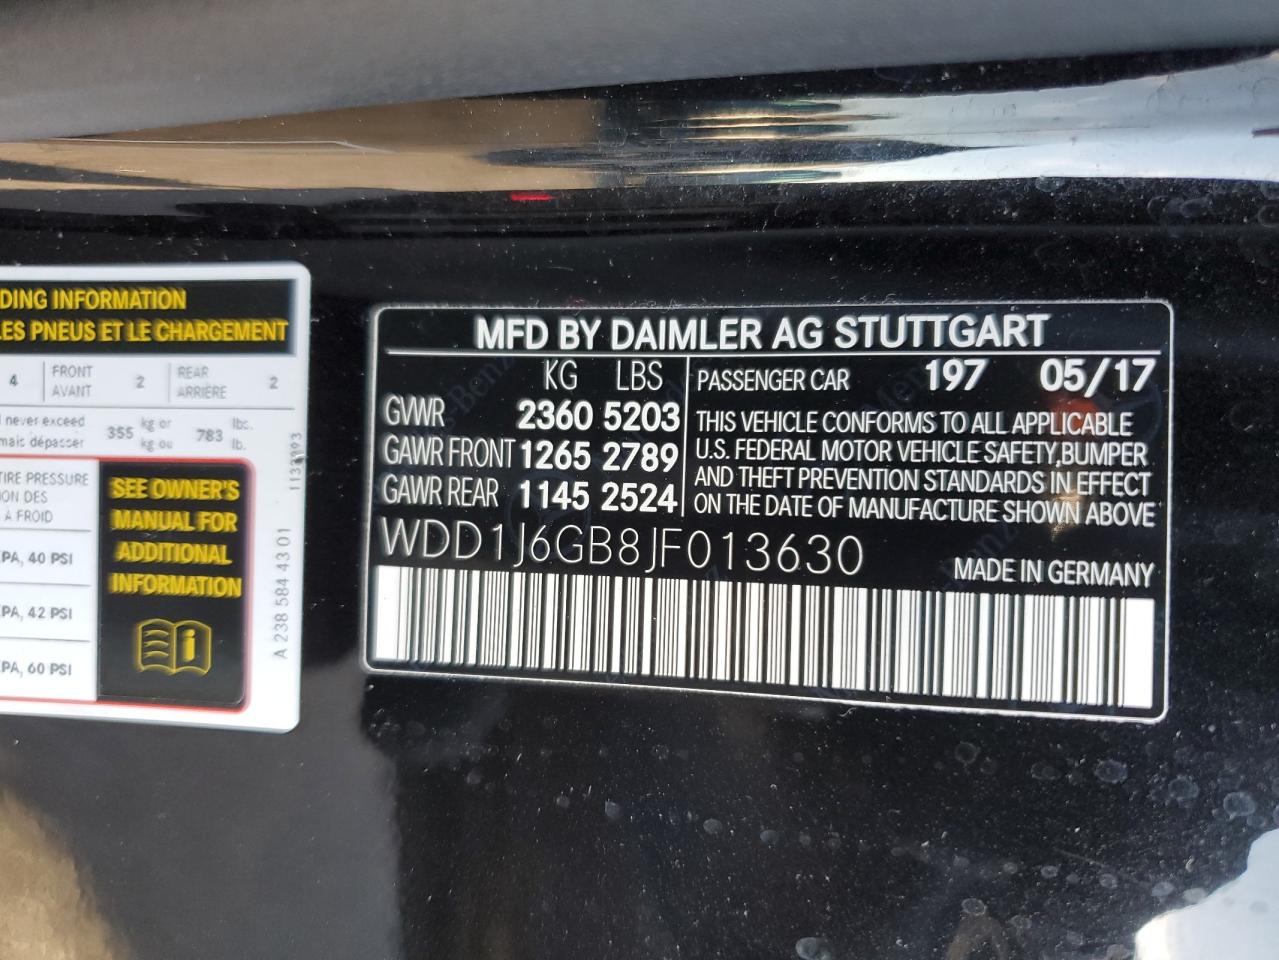 DING INFORMATION
LES PNEUS ET LE CHARGEMENT
4 FRONT AVANT 2 REAR ARRIÈRE 2
never exceed 355 kg or 783 lbs.
mais dépasser kg ou lb.
TIRE PRESSURE
ION DES
À FROID
PA, 40 PSI
PA, 42 PSI
PA, 60 PSI
SEE OWNER'S
MANUAL FOR
ADDITIONAL
INFORMATION
A 238 584 43 01
MFD BY DAIMLER AG STUTTGART
KG LBS
GVWR 2360 5203
GAWR FRONT 1265 2789
GAWR REAR 1145 2524
PASSENGER CAR 197 05/17
THIS VEHICLE CONFORMS TO ALL APPLICABLE
U.S. FEDERAL MOTOR VEHICLE SAFETY,BUMPER
AND THEFT PREVENTION STANDARDS IN EFFECT
ON THE DATE OF MANUFACTURE SHOWN ABOVE
WDD1J6GB8JF013630
MADE IN GERMANY